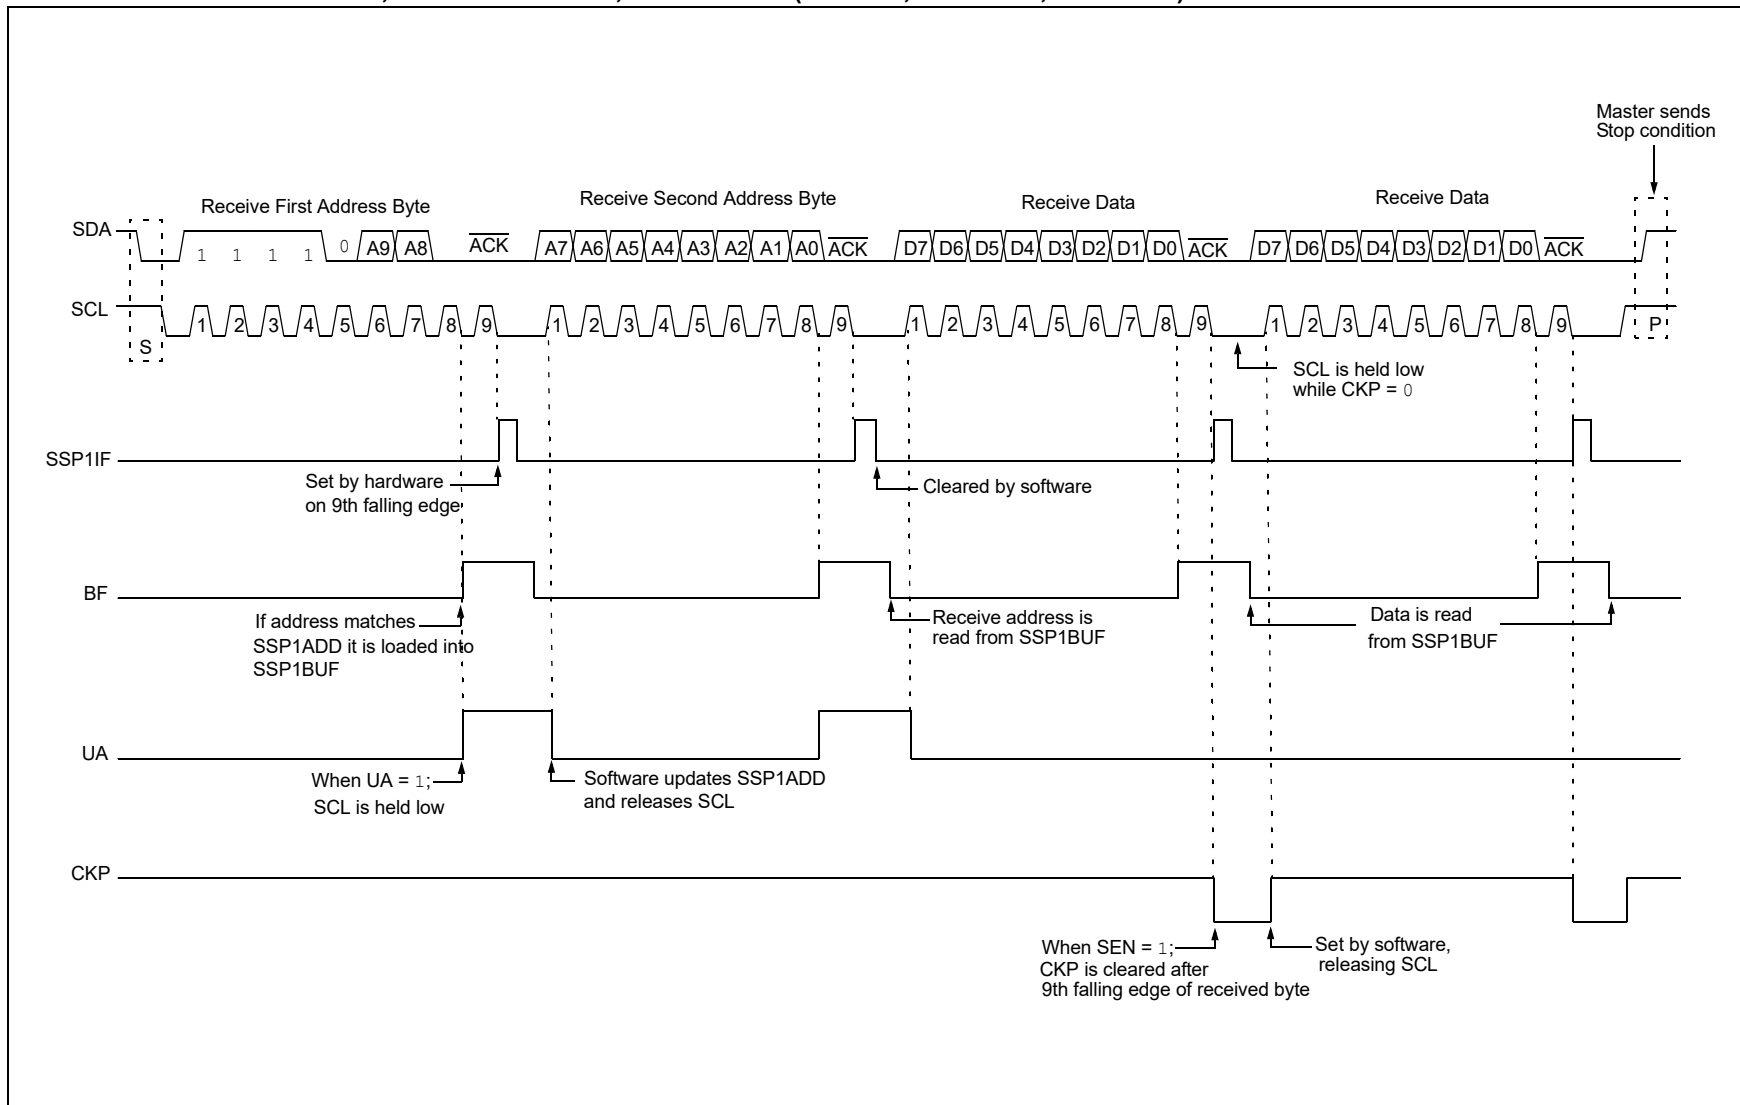 Master sends
Stop condition
Receive First Address Byte
Receive Second Address Byte
Receive Data
Receive Data
SDA
1 1 1 1 0 A9 A8 ACK A7 A6 A5 A4 A3 A2 A1 A0 ACK D7 D6 D5 D4 D3 D2 D1 D0 ACK D7 D6 D5 D4 D3 D2 D1 D0 ACK
SCL
S 1 2 3 4 5 6 7 8 9 1 2 3 4 5 6 7 8 9 1 2 3 4 5 6 7 8 9 1 2 3 4 5 6 7 8 9 P
SCL is held low
while CKP = 0
SSP1IF
Set by hardware
on 9th falling edge
Cleared by software
BF
If address matches
SSP1ADD it is loaded into
SSP1BUF
Receive address is
read from SSP1BUF
Data is read
from SSP1BUF
UA
When UA = 1;
SCL is held low
Software updates SSP1ADD
and releases SCL
CKP
When SEN = 1;
CKP is cleared after
9th falling edge of received byte
Set by software,
releasing SCL